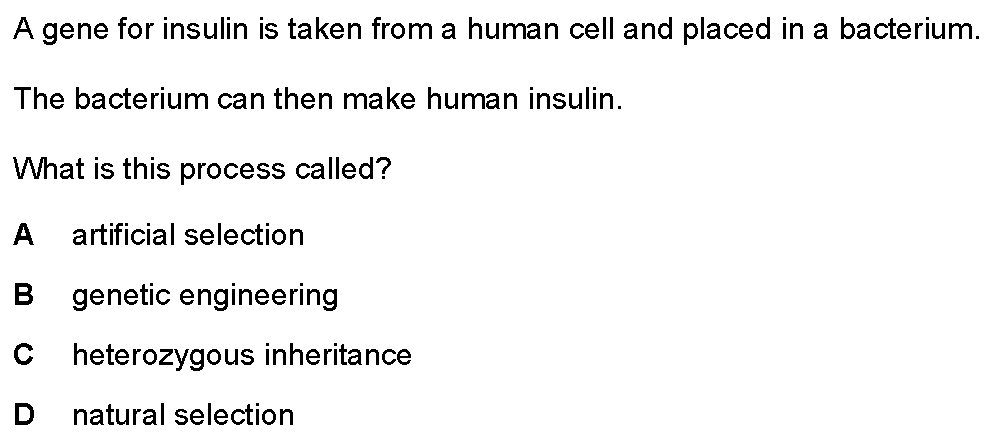 A gene for insulin is taken from a human cell and placed in a bacterium.
The bacterium can then make human insulin.
What is this process called?
A artificial selection
B genetic engineering
C heterozygous inheritance
D natural selection